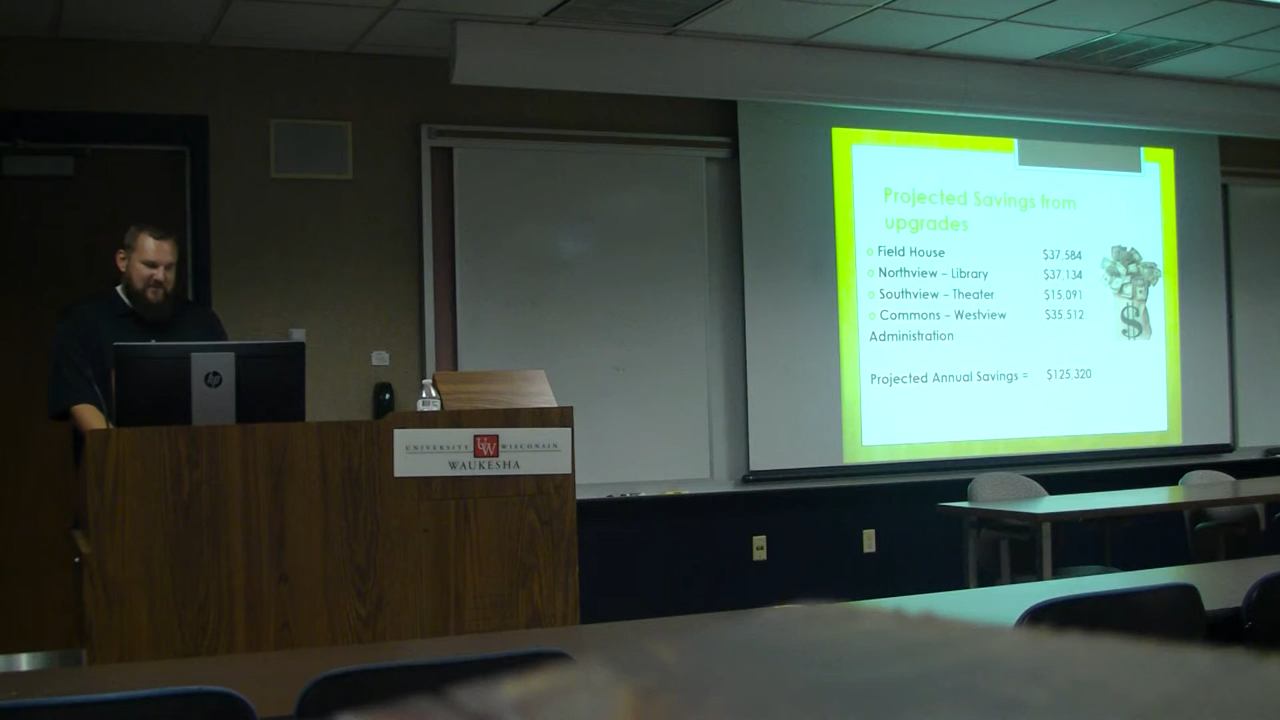 Projected Savings from
upgrades
Field House $37,584
Northview – Library $37,134
Southview – Theater $15,091
Commons – Westview $35,512
Administration
Projected Annual Savings = $125,320
$
hp
UNIVERSITY UW WISCONSIN
WAUKESHA